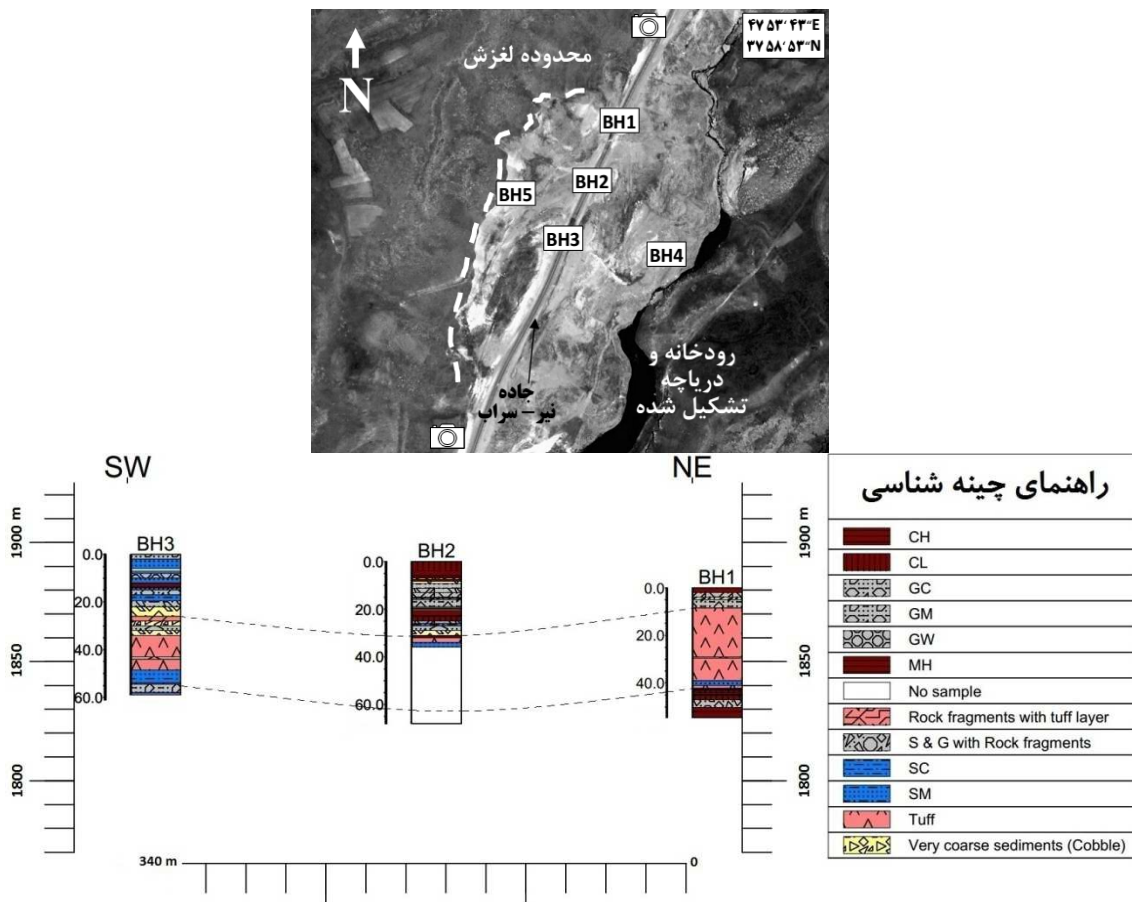 ۴۷ ۵۳′ ۴۳″E
۳۷ ۵۸′ ۵۳″N
محدوده لغزش
N
BH1
BH2
BH5
BH3
BH4
رودخانه و
دریاچه
تشکیل شده
جاده
نیر – سراب
SW
NE
راهنمای چینه شناسی
1900 m
1850
1800
BH3
0.0
20.0
40.0
60.0
BH2
0.0
20.0
40.0
60.0
BH1
0.0
20.0
40.0
1900 m
1850
1800
340 m
0
CH
CL
GC
GM
GW
MH
No sample
Rock fragments with tuff layer
S & G with Rock fragments
SC
SM
Tuff
Very coarse sediments (Cobble)